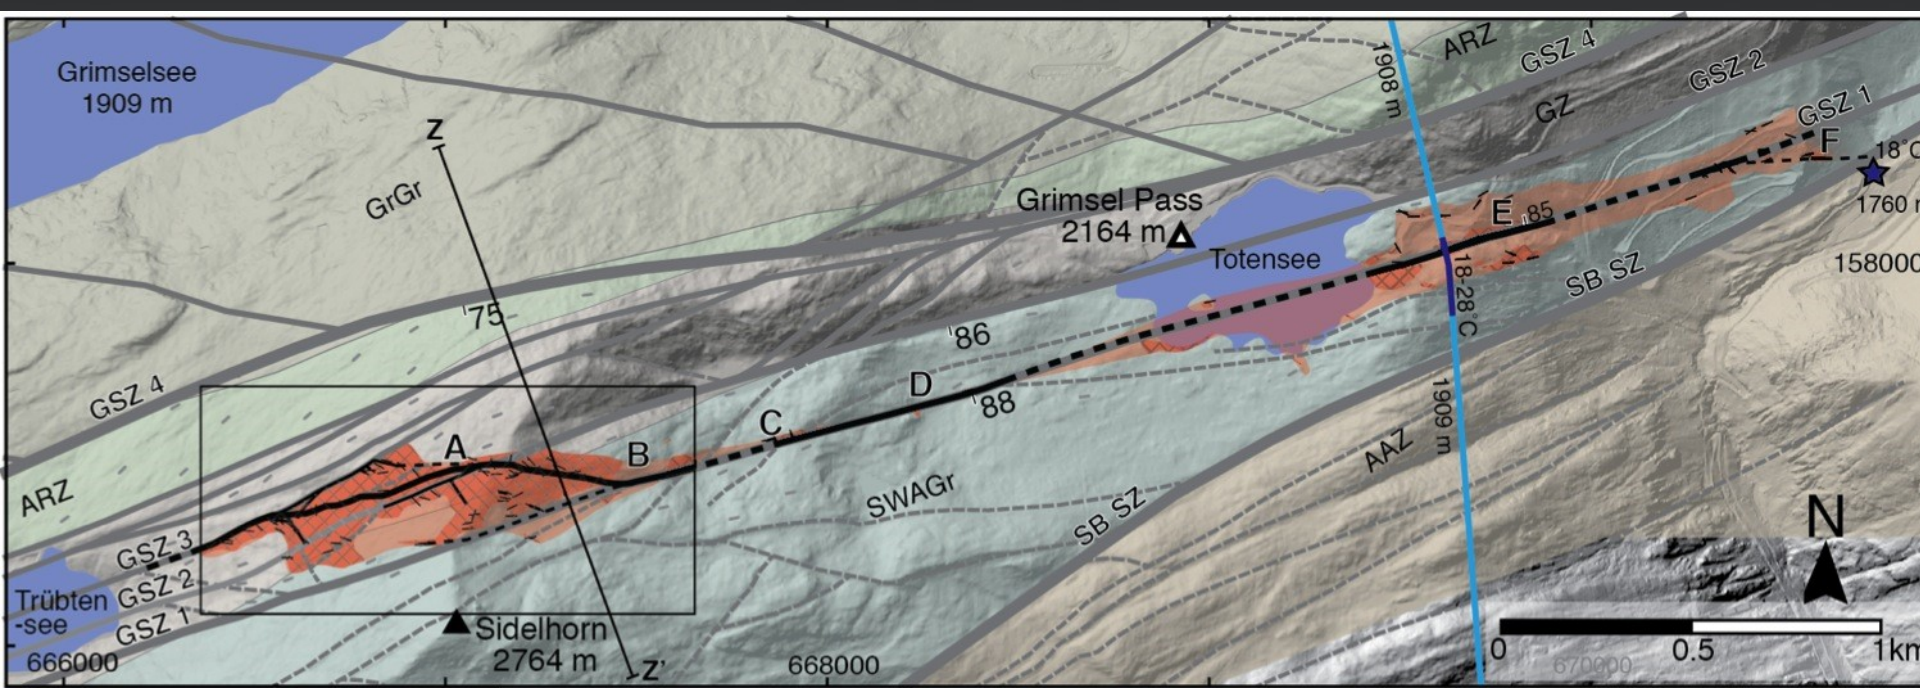 Grimselsee
1909 m
Z
GrGr
1908 m
ARZ
GSZ 4
GSZ 2
GZ
GSZ 1
F
18°C
1760 m
Grimsel Pass
2164 m
Totensee
E
85
18-28°C
SB SZ
158000
75
86
GSZ 4
D
88
C
1909 m
A
B
AAZ
ARZ
SWAGr
SB SZ
N
GSZ 3
GSZ 2
GSZ 1
Trübten
-see
Sidelhorn
2764 m
Z'
666000
668000
670000
0
0.5
1km